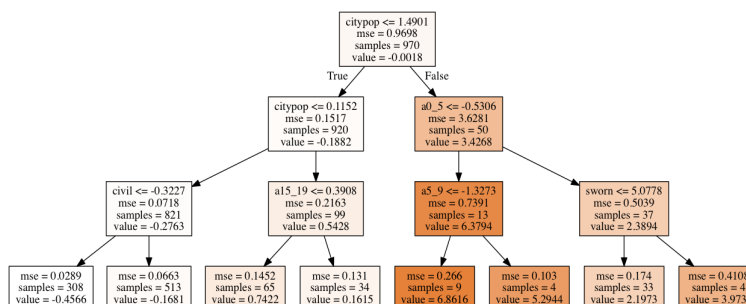 citypop <= 1.4901
mse = 0.9698
samples = 970
value = -0.0018
True
False
citypop <= 0.1152
mse = 0.1517
samples = 920
value = -0.1882
a0_5 <= -0.5306
mse = 3.6281
samples = 50
value = 3.4268
civil <= -0.3227
mse = 0.0718
samples = 821
value = -0.2763
a15_19 <= 0.3908
mse = 0.2163
samples = 99
value = 0.5428
a5_9 <= -1.3273
mse = 0.7391
samples = 13
value = 6.3794
sworn <= 5.0778
mse = 0.5039
samples = 37
value = 2.3894
mse = 0.0289
samples = 308
value = -0.4566
mse = 0.0663
samples = 513
value = -0.1681
mse = 0.1452
samples = 65
value = 0.7422
mse = 0.131
samples = 34
value = 0.1615
mse = 0.266
samples = 9
value = 6.8616
mse = 0.103
samples = 4
value = 5.2944
mse = 0.174
samples = 33
value = 2.1973
mse = 0.4108
samples = 4
value =